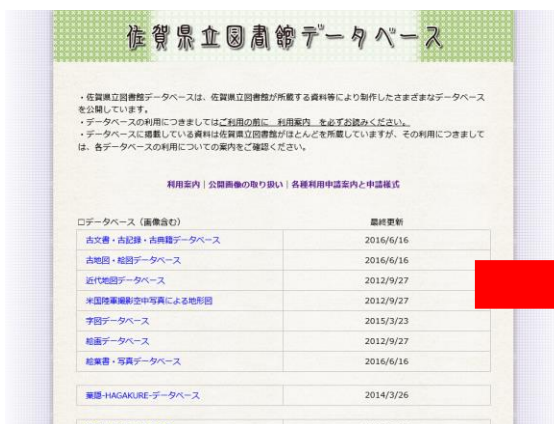 佐賀県立図書館データベース
・佐賀県立図書館データベースは、佐賀県立図書館が所蔵する資料等により制作したさまざまなデータベース
を公開しています。
・データベースの利用につきましてはご利用の前に 利用案内 を必ずお読みください。
・データベースに掲載している資料は佐賀県立図書館がほとんどを所蔵していますが、その利用につきまして
は、各データベースの利用についての案内をご確認ください。
利用案内｜公開画像の取り扱い｜各種利用申請案内と申請様式
□データベース（画像含む） 最終更新
古文書・古記録・古典籍データベース 2016/6/16
古地図・絵図データベース 2016/6/16
近代地図データベース 2012/9/27
米国陸軍撮影空中写真による地形図 2012/9/27
字図データベース 2015/3/23
絵画データベース 2012/9/27
絵葉書・写真データベース 2016/6/16
葉隠-HAGAKURE-データベース 2014/3/26